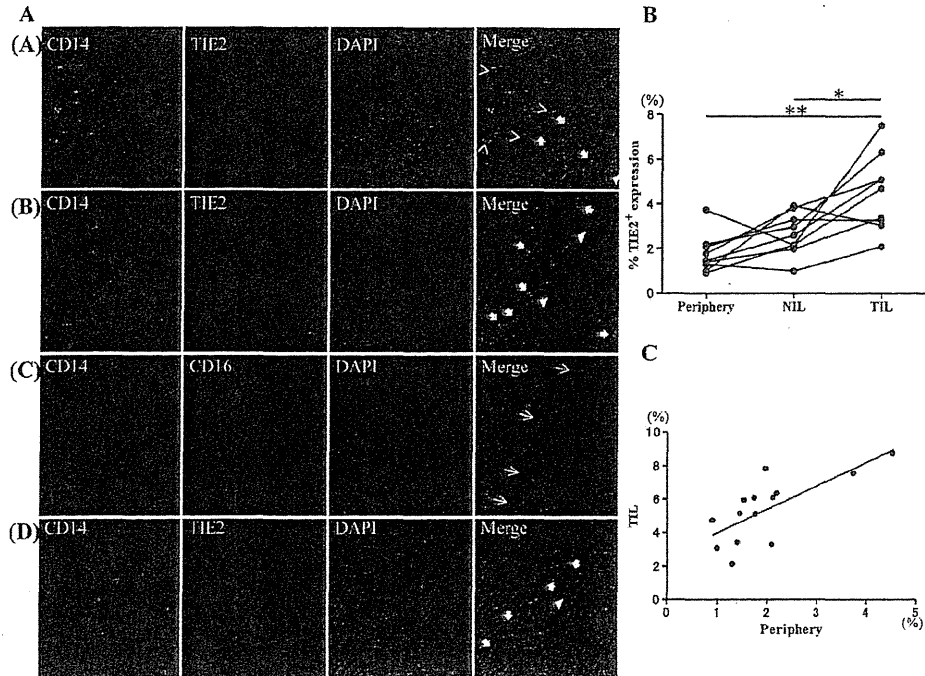 A
(A) CD14 TIE2 DAPI Merge
(B) CD14 TIE2 DAPI Merge
(C) CD14 CD16 DAPI Merge
(D) CD14 TIE2 DAPI Merge
B
(%)
*
**
8
6
4
2
0
% TIE2+ expression
Periphery NIL TIL
C
(%)
10
8
6
4
2
0
TIL
0 1 2 3 4 5
Periphery (%)